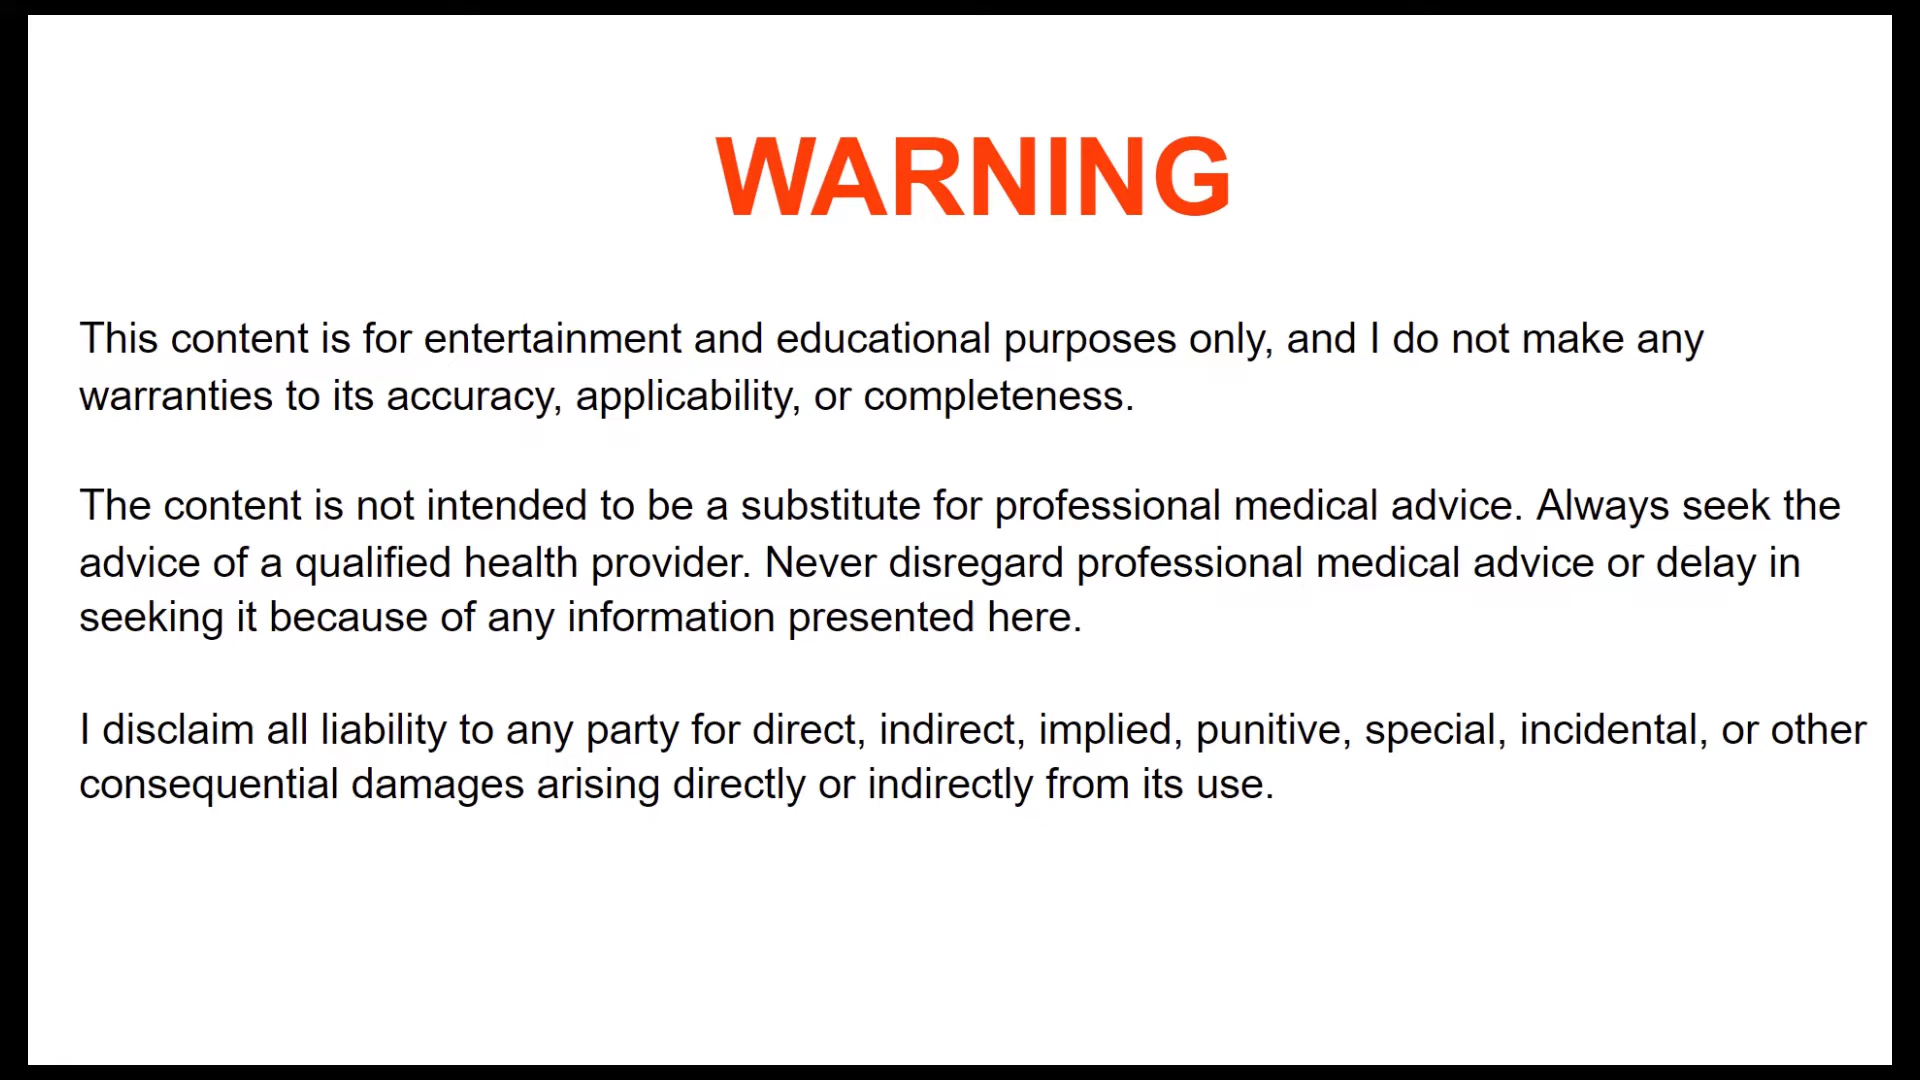 WARNING
This content is for entertainment and educational purposes only, and I do not make any
warranties to its accuracy, applicability, or completeness.
The content is not intended to be a substitute for professional medical advice. Always seek the
advice of a qualified health provider. Never disregard professional medical advice or delay in
seeking it because of any information presented here.
I disclaim all liability to any party for direct, indirect, implied, punitive, special, incidental, or other
consequential damages arising directly or indirectly from its use.